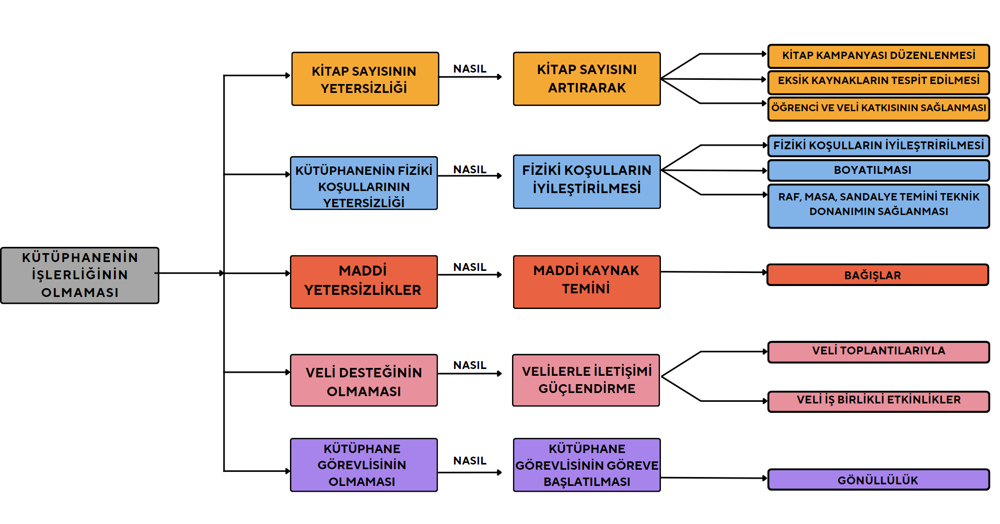 KİTAP SAYISININ
YETERSİZLİĞİ
NASIL
KİTAP SAYISINI
ARTIRARAK
KİTAP KAMPANYASI DÜZENLENMESİ
EKSİK KAYNAKLARIN TESPİT EDİLMESİ
ÖĞRENCİ VE VELİ KATKISININ SAĞLANMASI
KÜTÜPHANENİN FİZİKİ
KOŞULLARININ
YETERSİZLİĞİ
NASIL
FİZİKİ KOŞULLARIN
İYİLEŞTİRİLMESİ
FİZİKİ KOŞULLARIN İYİLEŞTRİRİLMESİ
BOYATILMASI
RAF, MASA, SANDALYE TEMİNİ TEKNİK
DONANIMIN SAĞLANMASI
KÜTÜPHANENİN
İŞLERLİĞİNİN
OLMAMASI
MADDİ
YETERSİZLİKLER
NASIL
MADDİ KAYNAK
TEMİNİ
BAĞIŞLAR
VELİ DESTEĞİNİN
OLMAMASI
NASIL
VELİLERLE İLETİŞİMİ
GÜÇLENDİRME
VELİ TOPLANTILARIYLA
VELİ İŞ BİRLİKLİ ETKİNLİKLER
KÜTÜPHANE
GÖREVLİSİNİN
OLMAMASI
NASIL
KÜTÜPHANE
GÖREVLİSİNİN GÖREVE
BAŞLATILMASI
GÖNÜLLÜLÜK